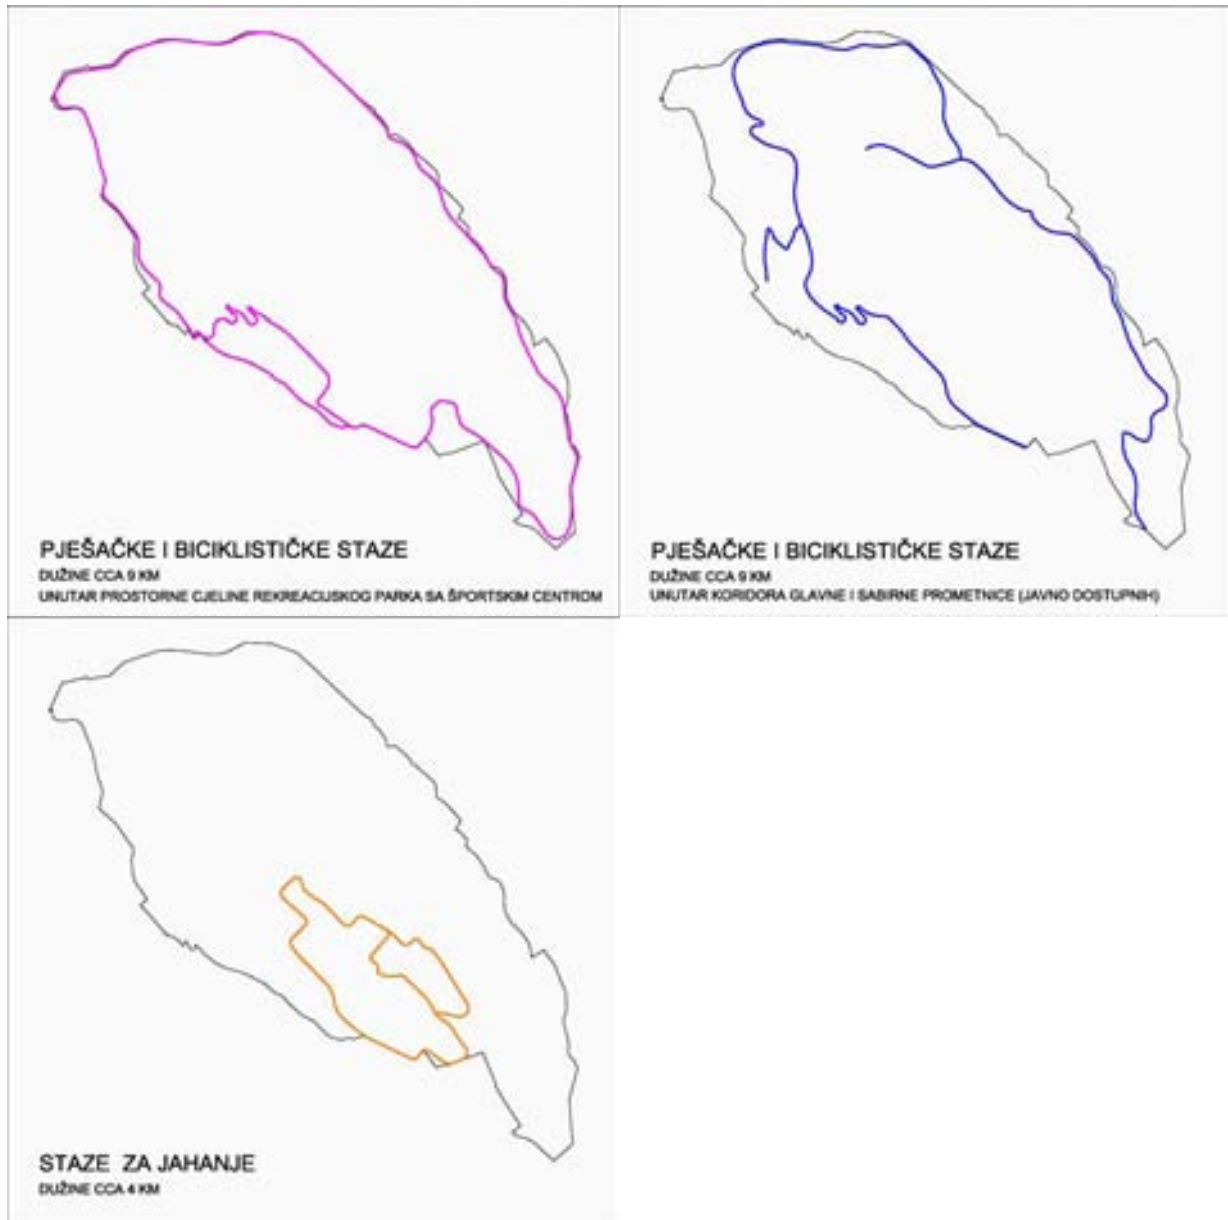 PJEŠAČKE I BICIKLISTIČKE STAZE
DUŽINE CCA 9 KM
UNUTAR PROSTORNE CJELINE REKREACIJSKOG PARKA SA ŠPORTSKIM CENTROM
PJEŠAČKE I BICIKLISTIČKE STAZE
DUŽINE CCA 9 KM
UNUTAR KORIDORA GLAVNE I SABIRNE PROMETNICE (JAVNO DOSTUPNIH)
STAZE ZA JAHANJE
DUŽINE CCA 4 KM